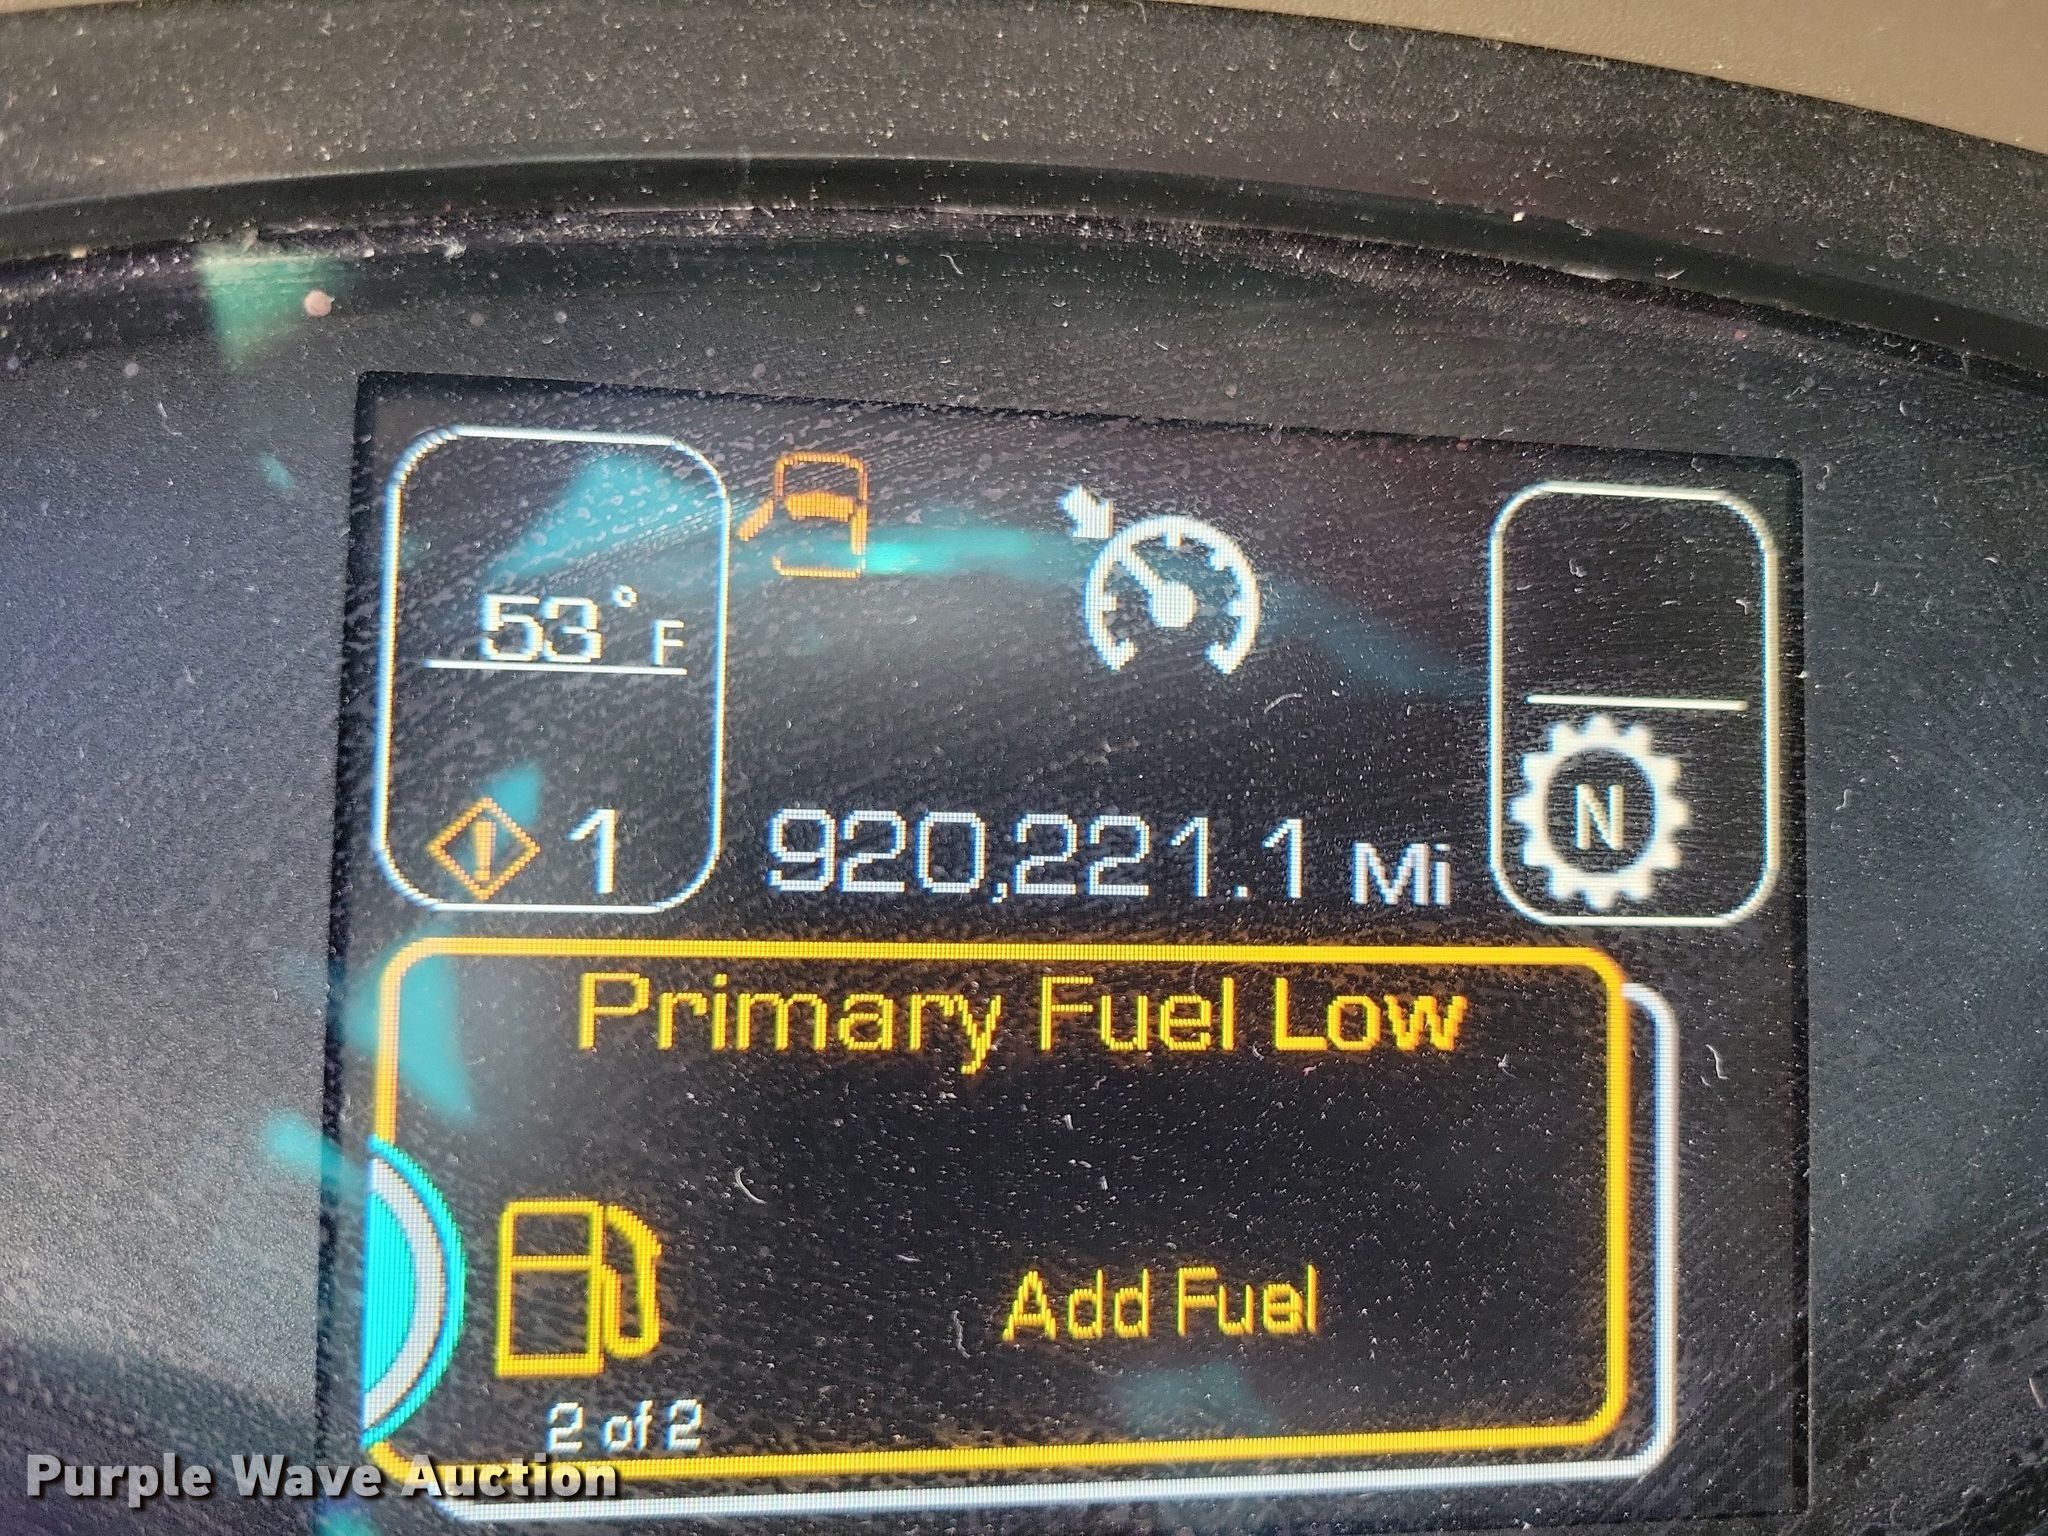 53° F
1
920,221.1 Mi
N
Primary Fuel Low
Add Fuel
2 of 2
Purple Wave Auction